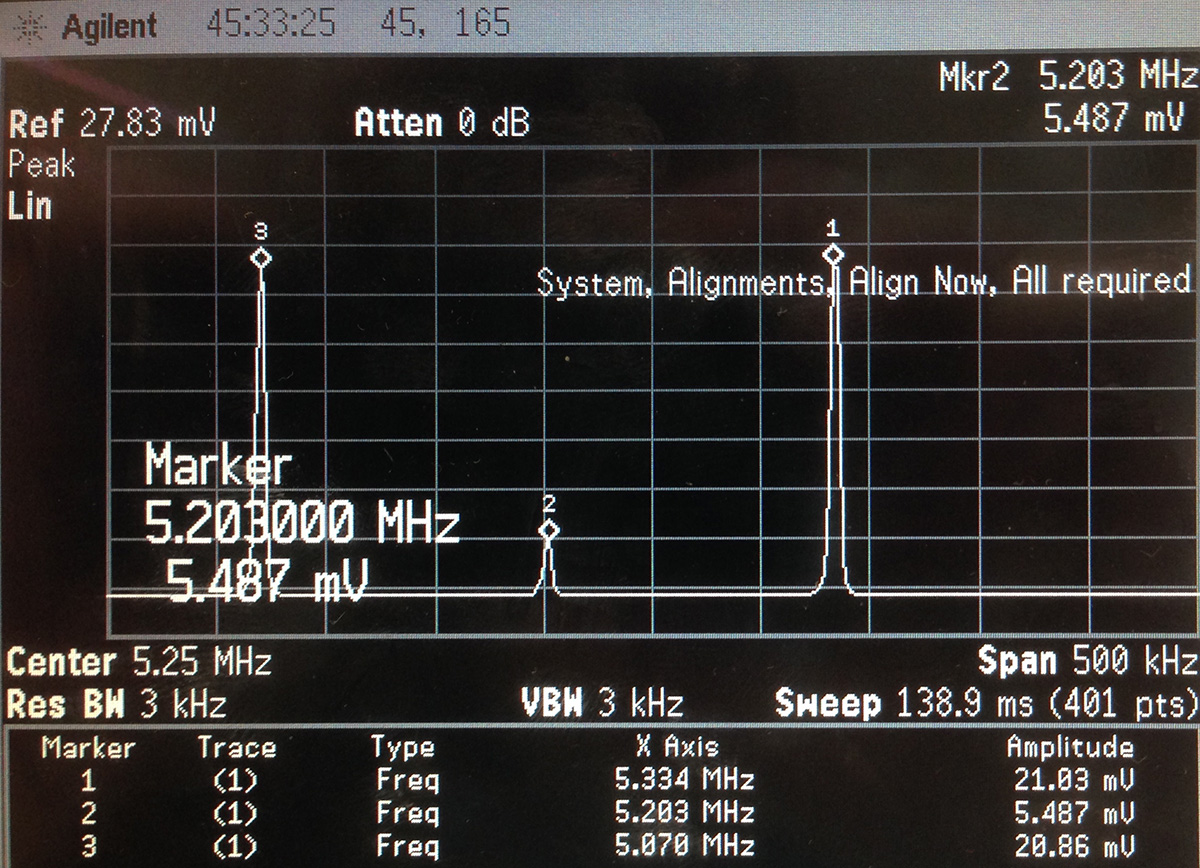 Agilent 45:33:25 45, 165
Mkr2 5.203 MHz
Ref 27.83 mV Atten 0 dB 5.487 mV
Peak
Lin
3 1
System, Alignments, Align Now, All required
Marker
2
5.203000 MHz
5.487 mV
Center 5.25 MHz Span 500 kHz
Res BW 3 kHz VBW 3 kHz Sweep 138.9 ms (401 pts)
Marker Trace Type X Axis Amplitude
1 (1) Freq 5.334 MHz 21.03 mV
2 (1) Freq 5.203 MHz 5.487 mV
3 (1) Freq 5.070 MHz 20.86 mV